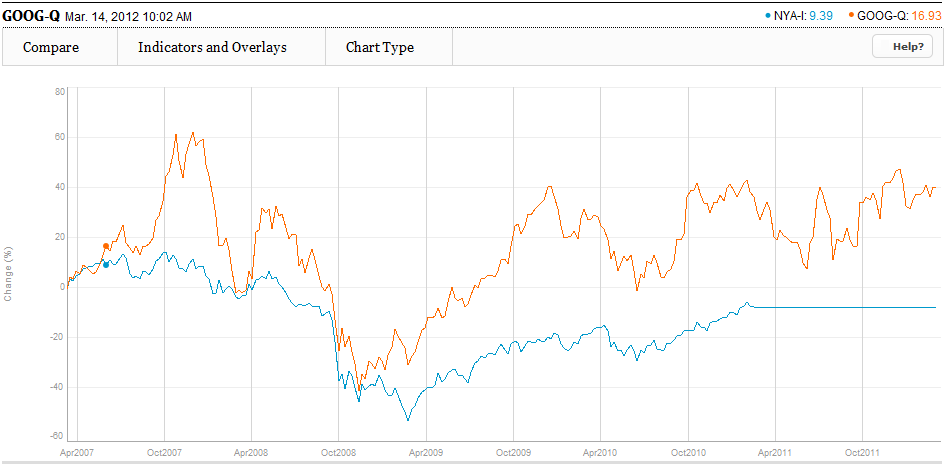 GOOG-Q Mar. 14, 2012 10:02 AM NYA-I: 9.39 GOOG-Q: 16.93
Compare Indicators and Overlays Chart Type Help?
80
60
40
20
0
-20
-40
-60
Change (%)
Apr2007 Oct2007 Apr2008 Oct2008 Apr2009 Oct2009 Apr2010 Oct2010 Apr2011 Oct2011